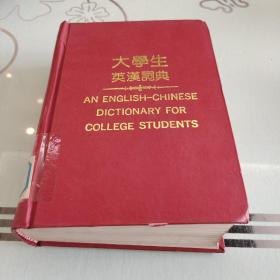 大學生
英漢詞典
AN ENGLISH-CHINESE
DICTIONARY FOR
COLLEGE STUDENTS